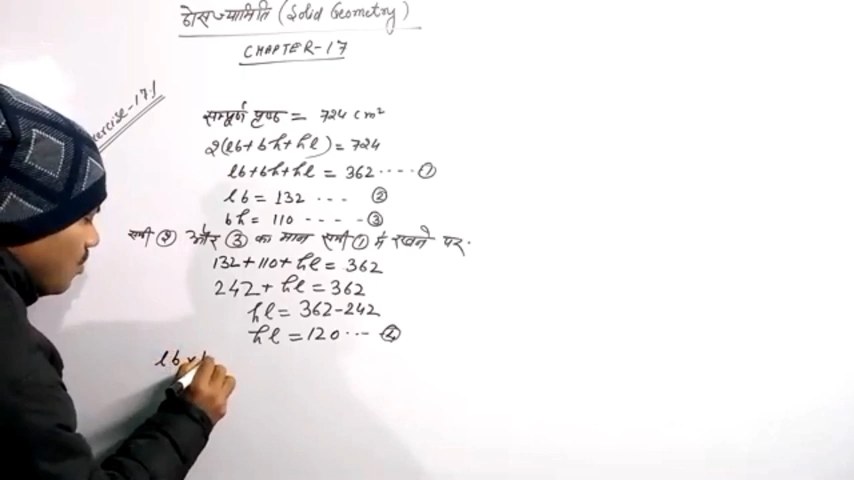 ठोस ज्यामिति (Solid Geometry)
CHAPTER-17
Exercise-17.1
सम्पूर्ण पृष्ठ = 724 cm²
2(lb+bh+hl) = 724
lb+bh+hl = 362 .... ①
lb = 132 ... ②
bh = 110 ---- ③
समी ② और ③ का मान समी ① में रखने पर.
132+110+hl = 362
242 + hl = 362
hl = 362-242
hl = 120 ... ④
lb×b